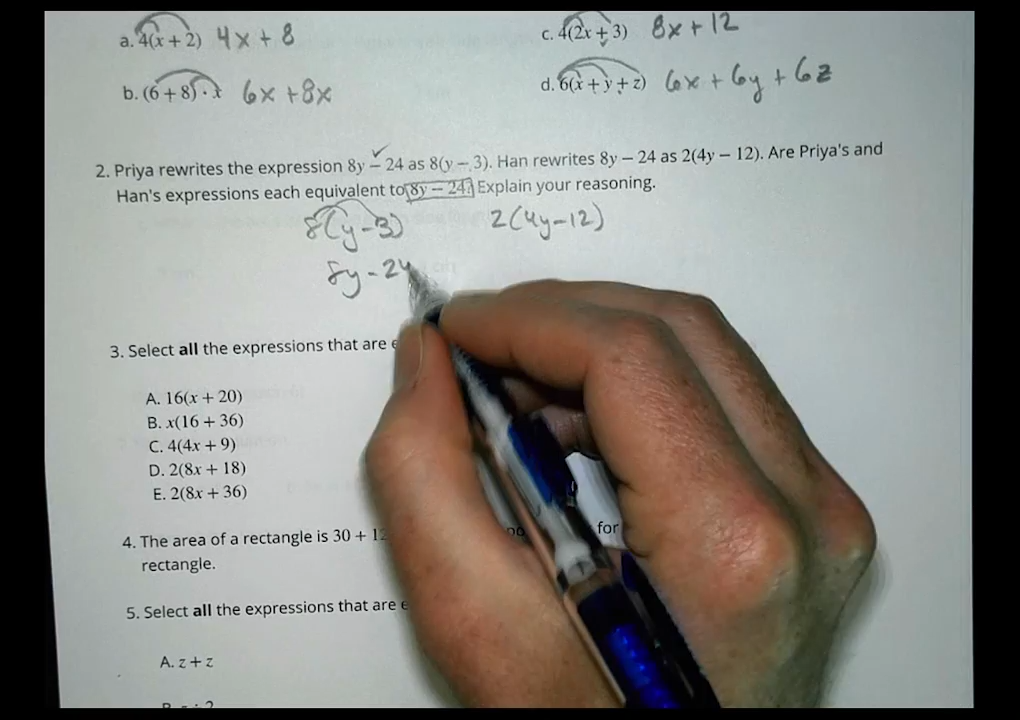 a. 4(x + 2) 4x + 8
c. 4(2x + 3) 8x + 12
b. (6 + 8) · x 6x + 8x
d. 6(x + y + z) 6x + 6y + 6z
2. Priya rewrites the expression 8y − 24 as 8(y − 3). Han rewrites 8y − 24 as 2(4y − 12). Are Priya's and
Han's expressions each equivalent to 8y − 24? Explain your reasoning.
8(y−3) 2(4y−12)
8y − 24
3. Select all the expressions that are
A. 16(x + 20)
B. x(16 + 36)
C. 4(4x + 9)
D. 2(8x + 18)
E. 2(8x + 36)
4. The area of a rectangle is 30 + 12 for
rectangle.
5. Select all the expressions that are
A. z + z